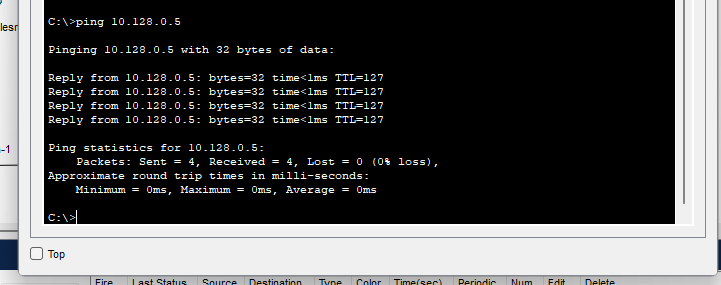 C:\>ping 10.128.0.5
lesr
Pinging 10.128.0.5 with 32 bytes of data:
Reply from 10.128.0.5: bytes=32 time<1ms TTL=127
Reply from 10.128.0.5: bytes=32 time<1ms TTL=127
Reply from 10.128.0.5: bytes=32 time<1ms TTL=127
Reply from 10.128.0.5: bytes=32 time<1ms TTL=127
-1
Ping statistics for 10.128.0.5:
Packets: Sent = 4, Received = 4, Lost = 0 (0% loss),
Approximate round trip times in milli-seconds:
Minimum = 0ms, Maximum = 0ms, Average = 0ms
C:\>
Top
Fire Last Status Source Destination Type Color Time(sec) Periodic Num Edit Delete